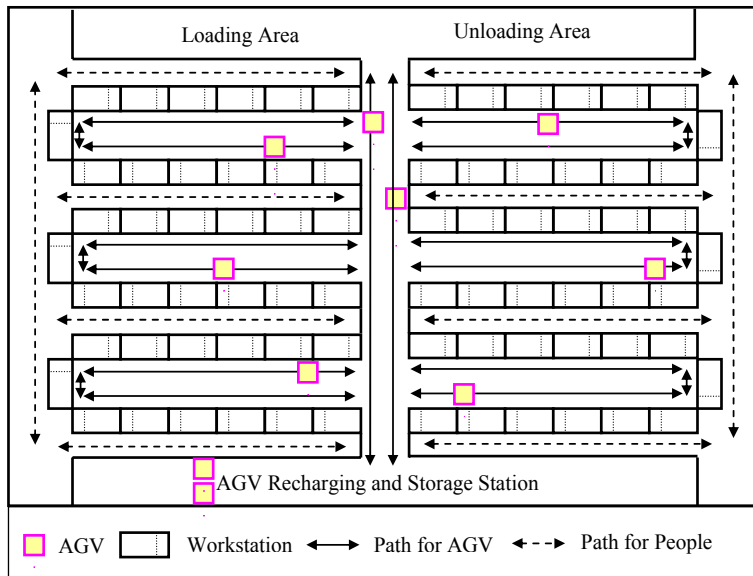 Loading Area
Unloading Area
AGV Recharging and Storage Station
AGV
Workstation
Path for AGV
Path for People